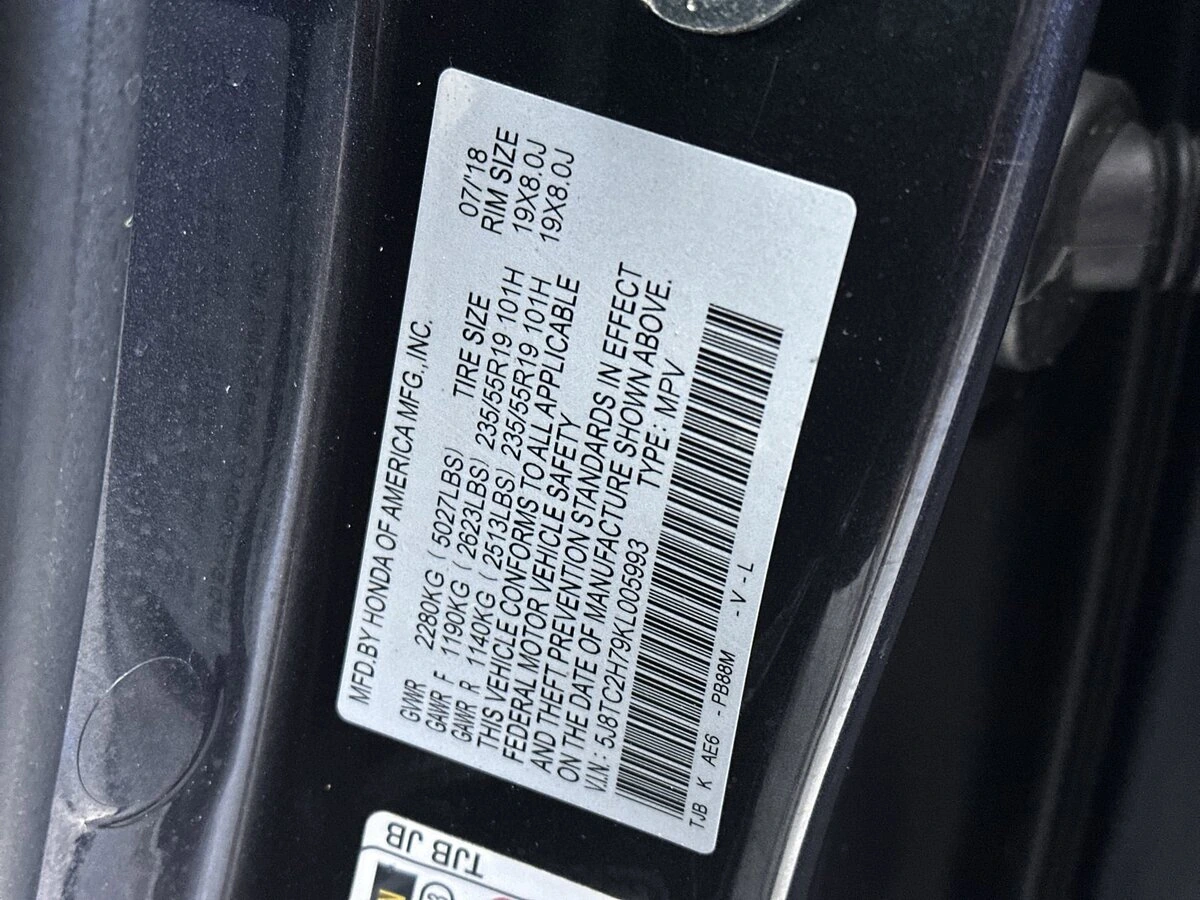 MFD.BY HONDA OF AMERICA MFG.,INC. 07/'18
TIRE SIZE RIM SIZE
GVWR 2280KG ( 5027LBS)
GAWR F 1190KG ( 2623LBS) 235/55R19 101H 19X8.0J
GAWR R 1140KG ( 2513LBS) 235/55R19 101H 19X8.0J
THIS VEHICLE CONFORMS TO ALL APPLICABLE
FEDERAL MOTOR VEHICLE SAFETY
AND THEFT PREVENTION STANDARDS IN EFFECT
ON THE DATE OF MANUFACTURE SHOWN ABOVE.
V.I.N.: 5J8TC2H79KL005993 TYPE: MPV
TJB K AE6 -PB88M - V - L
TJB JB